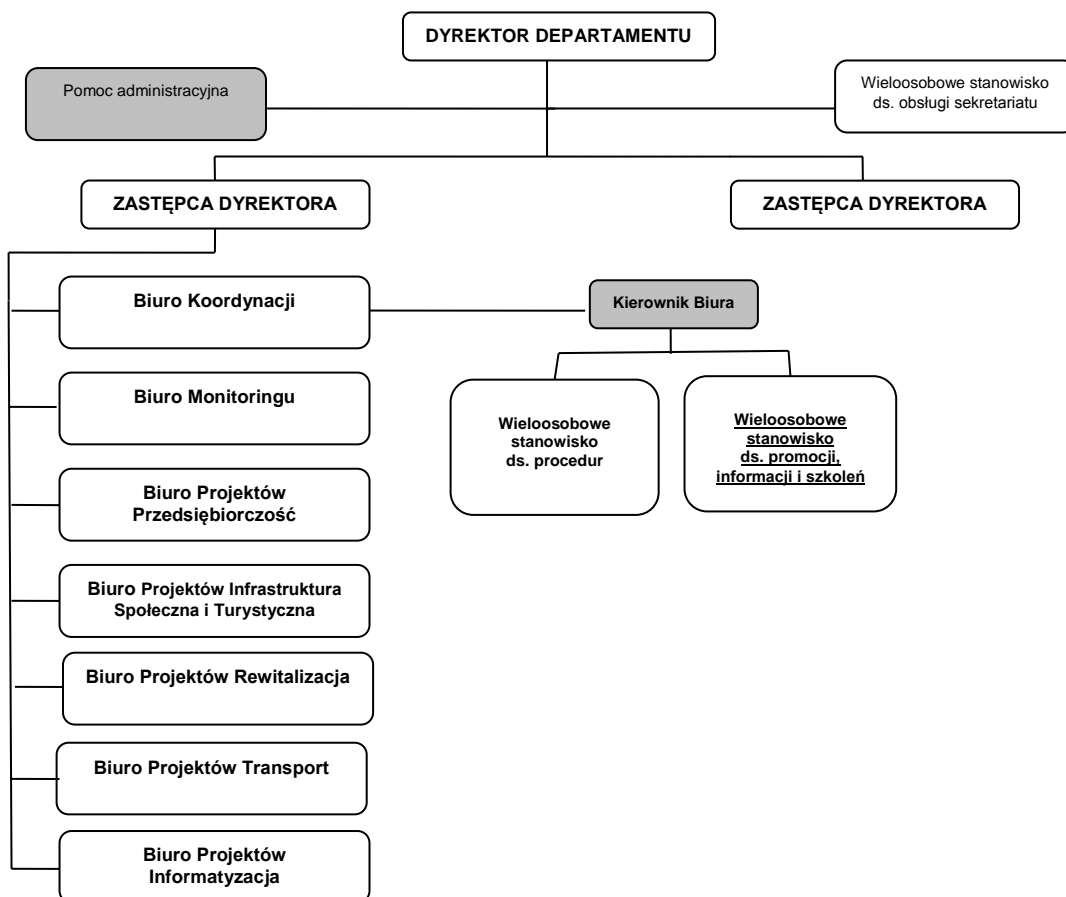 DYREKTOR DEPARTAMENTU
Pomoc administracyjna
Wieloosobowe stanowisko
ds. obsługi sekretariatu
ZASTĘPCA DYREKTORA
ZASTĘPCA DYREKTORA
Biuro Koordynacji
Kierownik Biura
Biuro Monitoringu
Wieloosobowe
stanowisko
ds. procedur
Wieloosobowe
stanowisko
ds. promocji,
informacji i szkoleń
Biuro Projektów
Przedsiębiorczość
Biuro Projektów Infrastruktura
Społeczna i Turystyczna
Biuro Projektów Rewitalizacja
Biuro Projektów Transport
Biuro Projektów
Informatyzacja